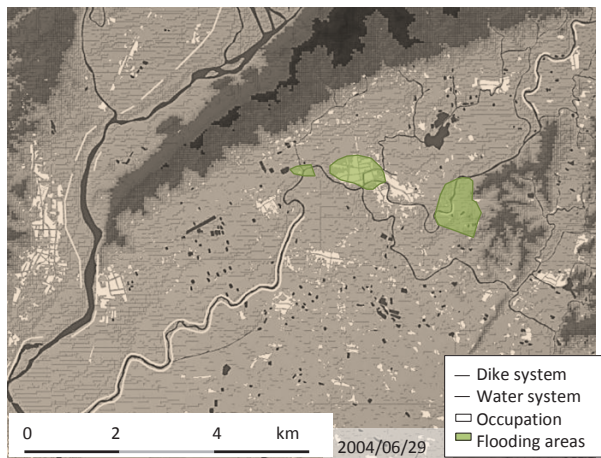 Dike system
Water system
Occupation
Flooding areas
0 2 4 km
2004/06/29